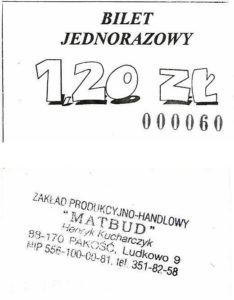 BILET
JEDNORAZOWY
1,20 ZŁ
000060
ZAKŁAD PRODUKCYJNO-HANDLOWY
"MATBUD"
Henryk Kucharczyk
88-170 PAKOŚĆ, Ludkowo 9
NIP 556-100-00-81, tel. 351-82-58